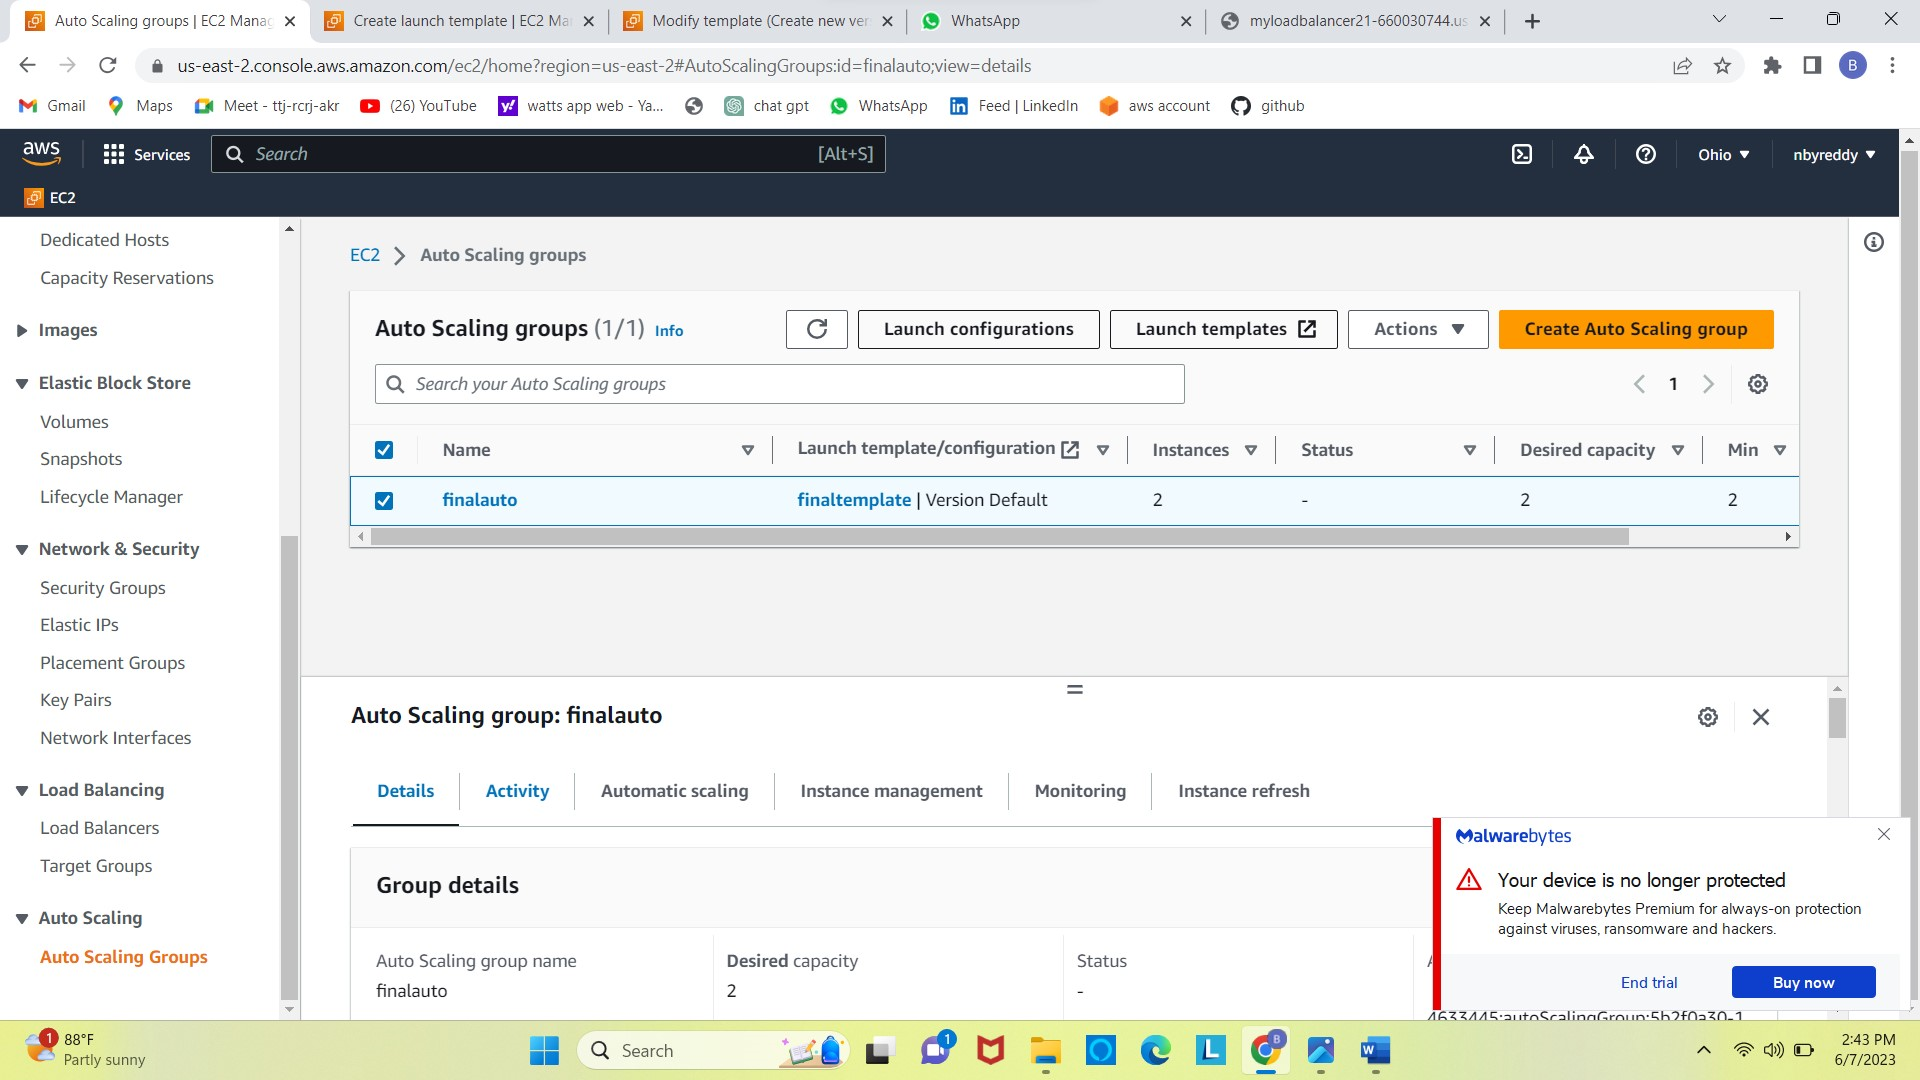 Auto Scaling groups | EC2 Manag
Create launch template | EC2 Ma
Modify template (Create new ver
WhatsApp
myloadbalancer21-660030744.us
us-east-2.console.aws.amazon.com/ec2/home?region=us-east-2#AutoScalingGroups:id=finalauto;view=details
B
Gmail
Maps
Meet - ttj-rcrj-akr
(26) YouTube
watts app web - Ya...
chat gpt
WhatsApp
Feed | LinkedIn
aws account
github
aws
Services
Search
[Alt+S]
Ohio
nbyreddy
EC2
Dedicated Hosts
Capacity Reservations
Images
Elastic Block Store
Volumes
Snapshots
Lifecycle Manager
Network & Security
Security Groups
Elastic IPs
Placement Groups
Key Pairs
Network Interfaces
Load Balancing
Load Balancers
Target Groups
Auto Scaling
Auto Scaling Groups
EC2 > Auto Scaling groups
Auto Scaling groups (1/1) Info
Launch configurations
Launch templates
Actions
Create Auto Scaling group
Search your Auto Scaling groups
1
Name
Launch template/configuration
Instances
Status
Desired capacity
Min
finalauto
finaltemplate | Version Default
2
-
2
2
Auto Scaling group: finalauto
Details
Activity
Automatic scaling
Instance management
Monitoring
Instance refresh
Group details
Auto Scaling group name
finalauto
Desired capacity
2
Status
-
4633445:autoScalingGroup:5b2f0a30-1
Malwarebytes
Your device is no longer protected
Keep Malwarebytes Premium for always-on protection
against viruses, ransomware and hackers.
End trial
Buy now
1
88°F
Partly sunny
Search
1
L
B
W
2:43 PM
6/7/2023